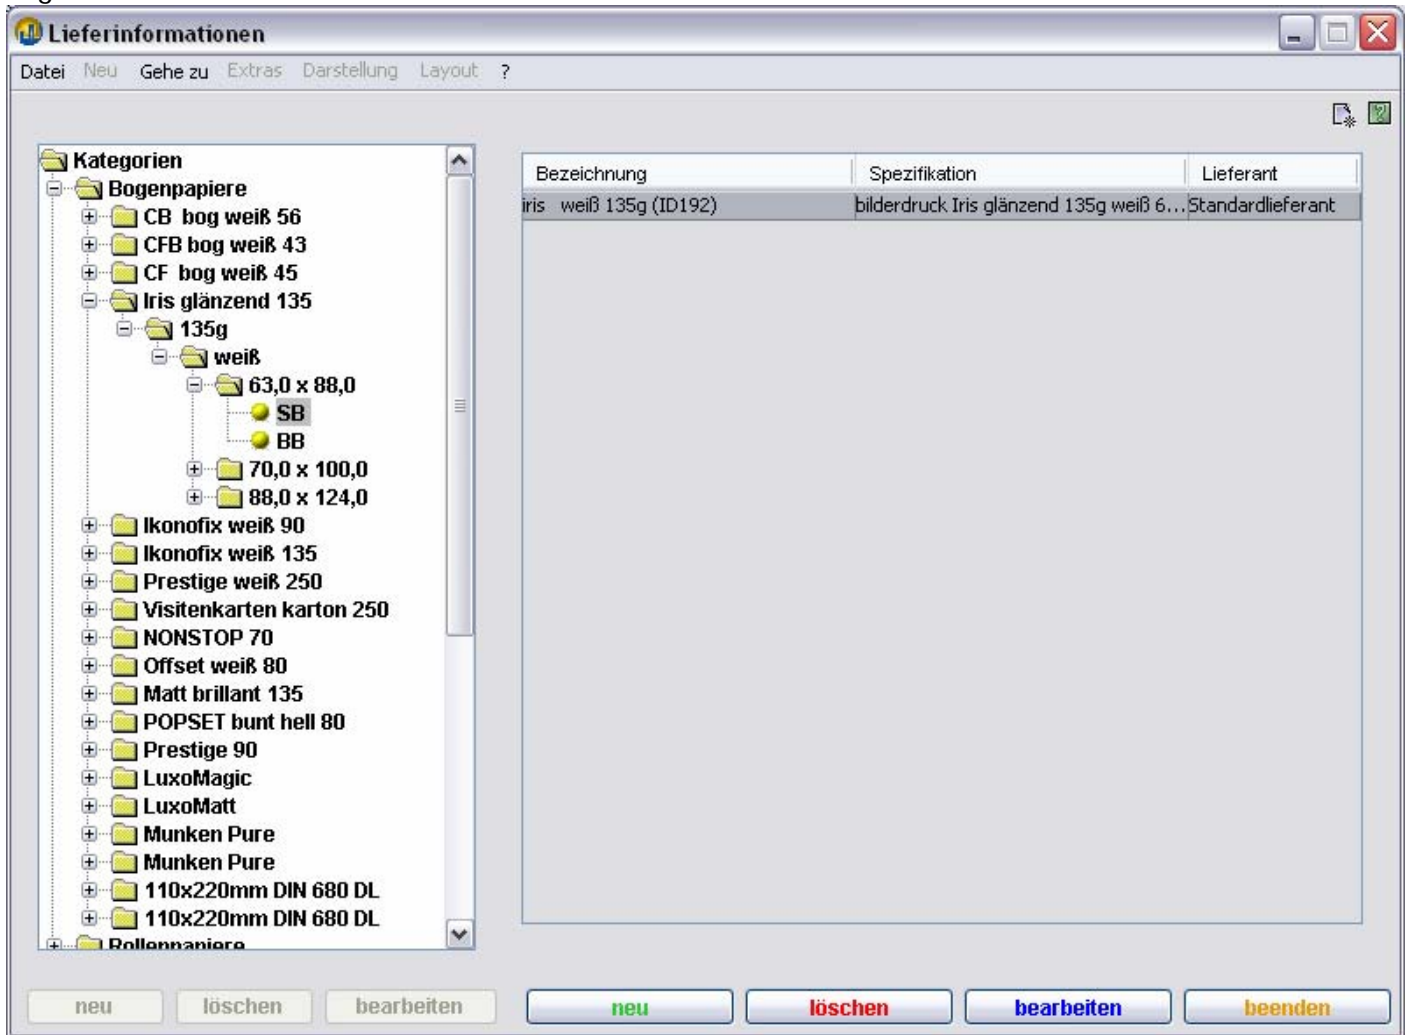 Lieferinformationen
Datei Neu Gehe zu Extras Darstellung Layout ?
Kategorien
Bogenpapiere
CB bog weiß 56
CFB bog weiß 43
CF bog weiß 45
Iris glänzend 135
135g
weiß
63,0 x 88,0
SB
BB
70,0 x 100,0
88,0 x 124,0
Ikonofix weiß 90
Ikonofix weiß 135
Prestige weiß 250
Visitenkarten karton 250
NONSTOP 70
Offset weiß 80
Matt brillant 135
POPSET bunt hell 80
Prestige 90
LuxoMagic
LuxoMatt
Munken Pure
Munken Pure
110x220mm DIN 680 DL
110x220mm DIN 680 DL
Rollenpapiere
Bezeichnung Spezifikation Lieferant
iris weiß 135g (ID192) bilderdruck Iris glänzend 135g weiß 6... Standardlieferant
neu löschen bearbeiten neu löschen bearbeiten beenden